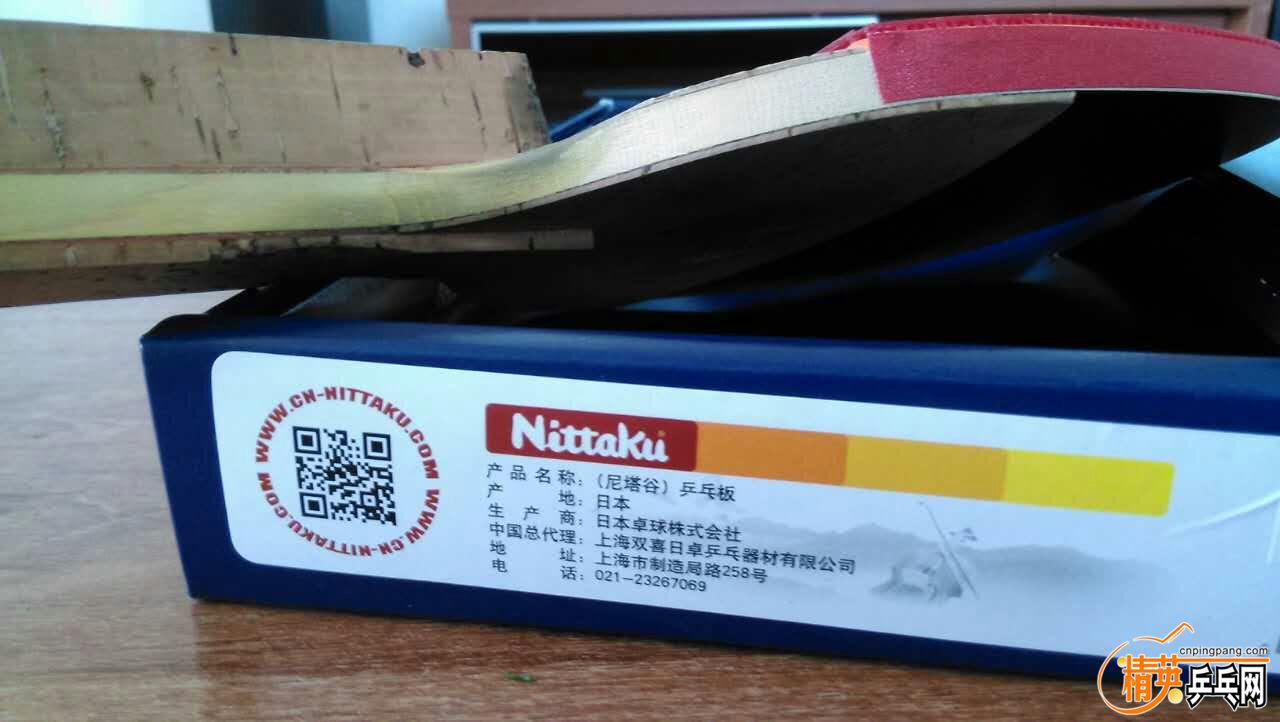 WWW.CN-NITTAKU.COM WWW.CN-NITTAKU.COM
Nittaku
产品名称：（尼塔谷）乒乓板
产地：日本
生产商：日本卓球株式会社
中国总代理：上海双喜日卓乒乓器材有限公司
地址：上海市制造局路258号
电话：021-23267069
cnpingpang.com
精英乒乓网